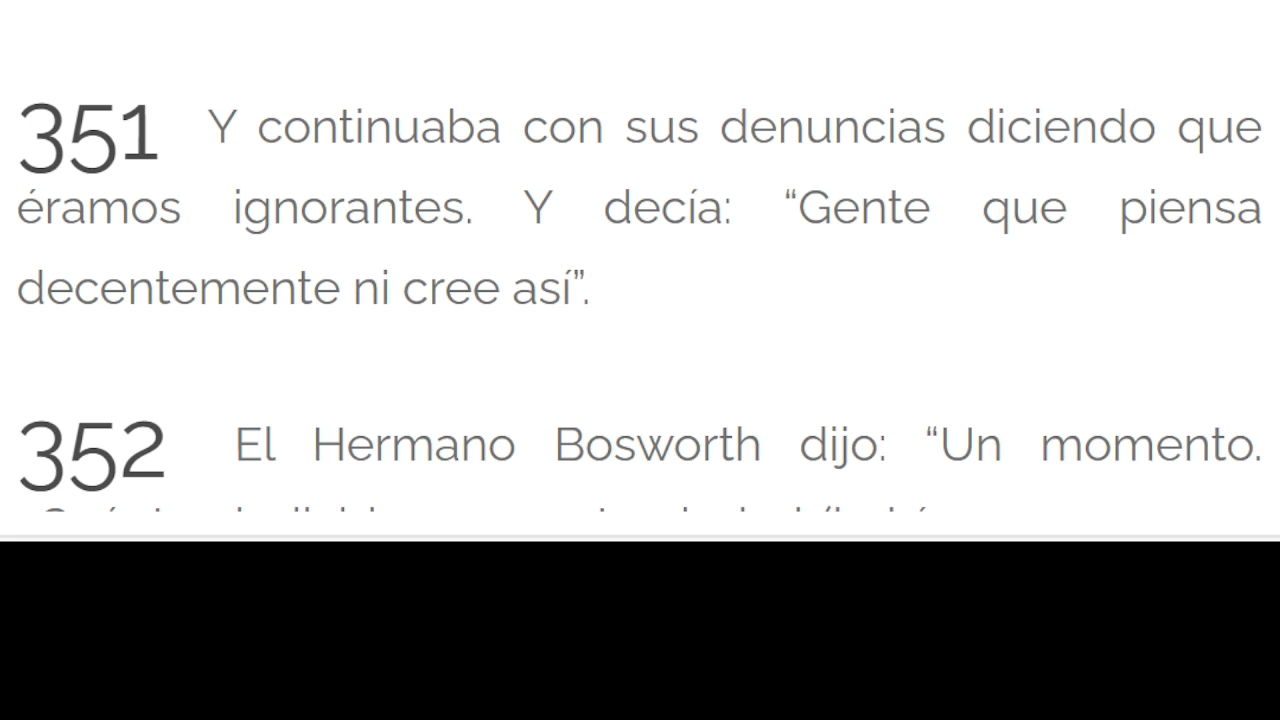 351 Y continuaba con sus denuncias diciendo que
éramos ignorantes. Y decía: “Gente que piensa
decentemente ni cree así”.
352 El Hermano Bosworth dijo: “Un momento.